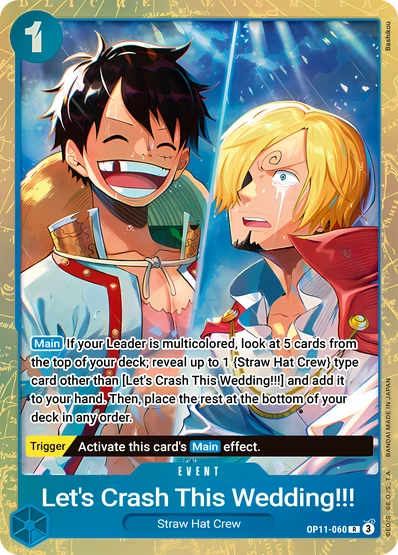 1
Bashikou
Main If your Leader is multicolored, look at 5 cards from
the top of your deck; reveal up to 1 {Straw Hat Crew} type
card other than [Let's Crash This Wedding!!!] and add it
to your hand. Then, place the rest at the bottom of your
deck in any order.
Trigger Activate this card's Main effect.
EVENT
Let's Crash This Wedding!!!
Straw Hat Crew
OP11-060 R 3
©E.O/S. ©E.O./S., T.A. BANDAI MADE IN JAPAN